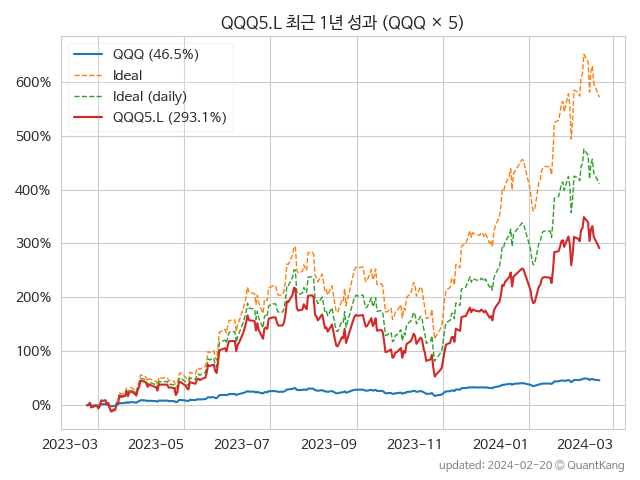 QQQ5.L 최근 1년 성과 (QQQ × 5)
QQQ (46.5%)
Ideal
Ideal (daily)
QQQ5.L (293.1%)
600%
500%
400%
300%
200%
100%
0%
2023-03 2023-05 2023-07 2023-09 2023-11 2024-01 2024-03
updated: 2024-02-20 © QuantKang